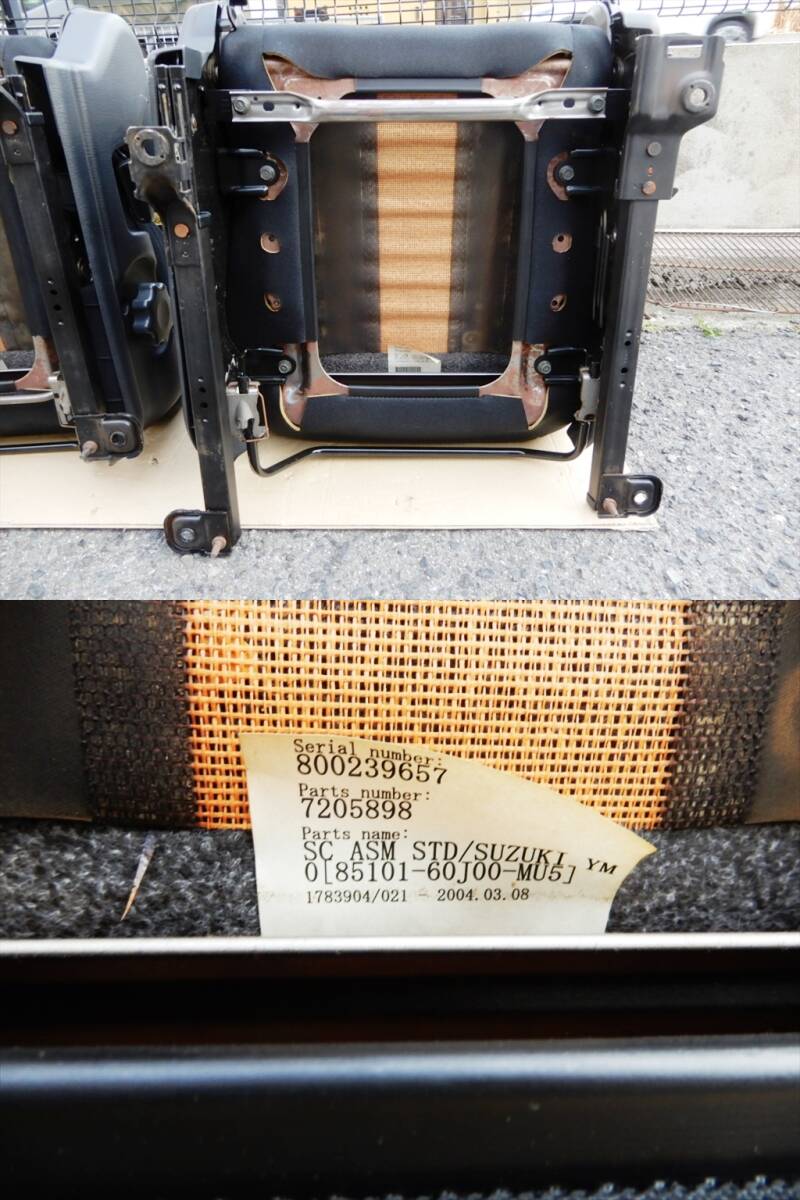 Serial number:
800239657
Parts number:
7205898
Parts name:
SC ASM STD/SUZUKI YM
0[85101-60J00-MU5]
1783904/021 - 2004.03.08